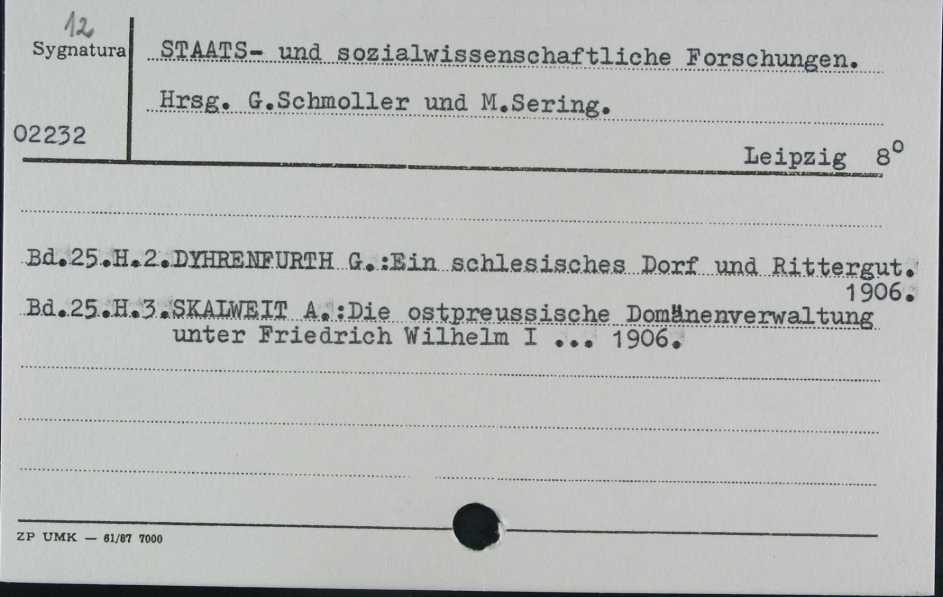 12
Sygnatura
STAATS- und sozialwissenschaftliche Forschungen.
Hrsg. G.Schmoller und M.Sering.
02232
Leipzig 8°
Bd.25.H.2.DYHRENFURTH G.:Ein schlesisches Dorf und Rittergut.
1906.
Bd.25.H.3.SKALWEIT A.:Die ostpreussische Domänenverwaltung
unter Friedrich Wilhelm I ... 1906.
ZP UMK — 61/87 7000